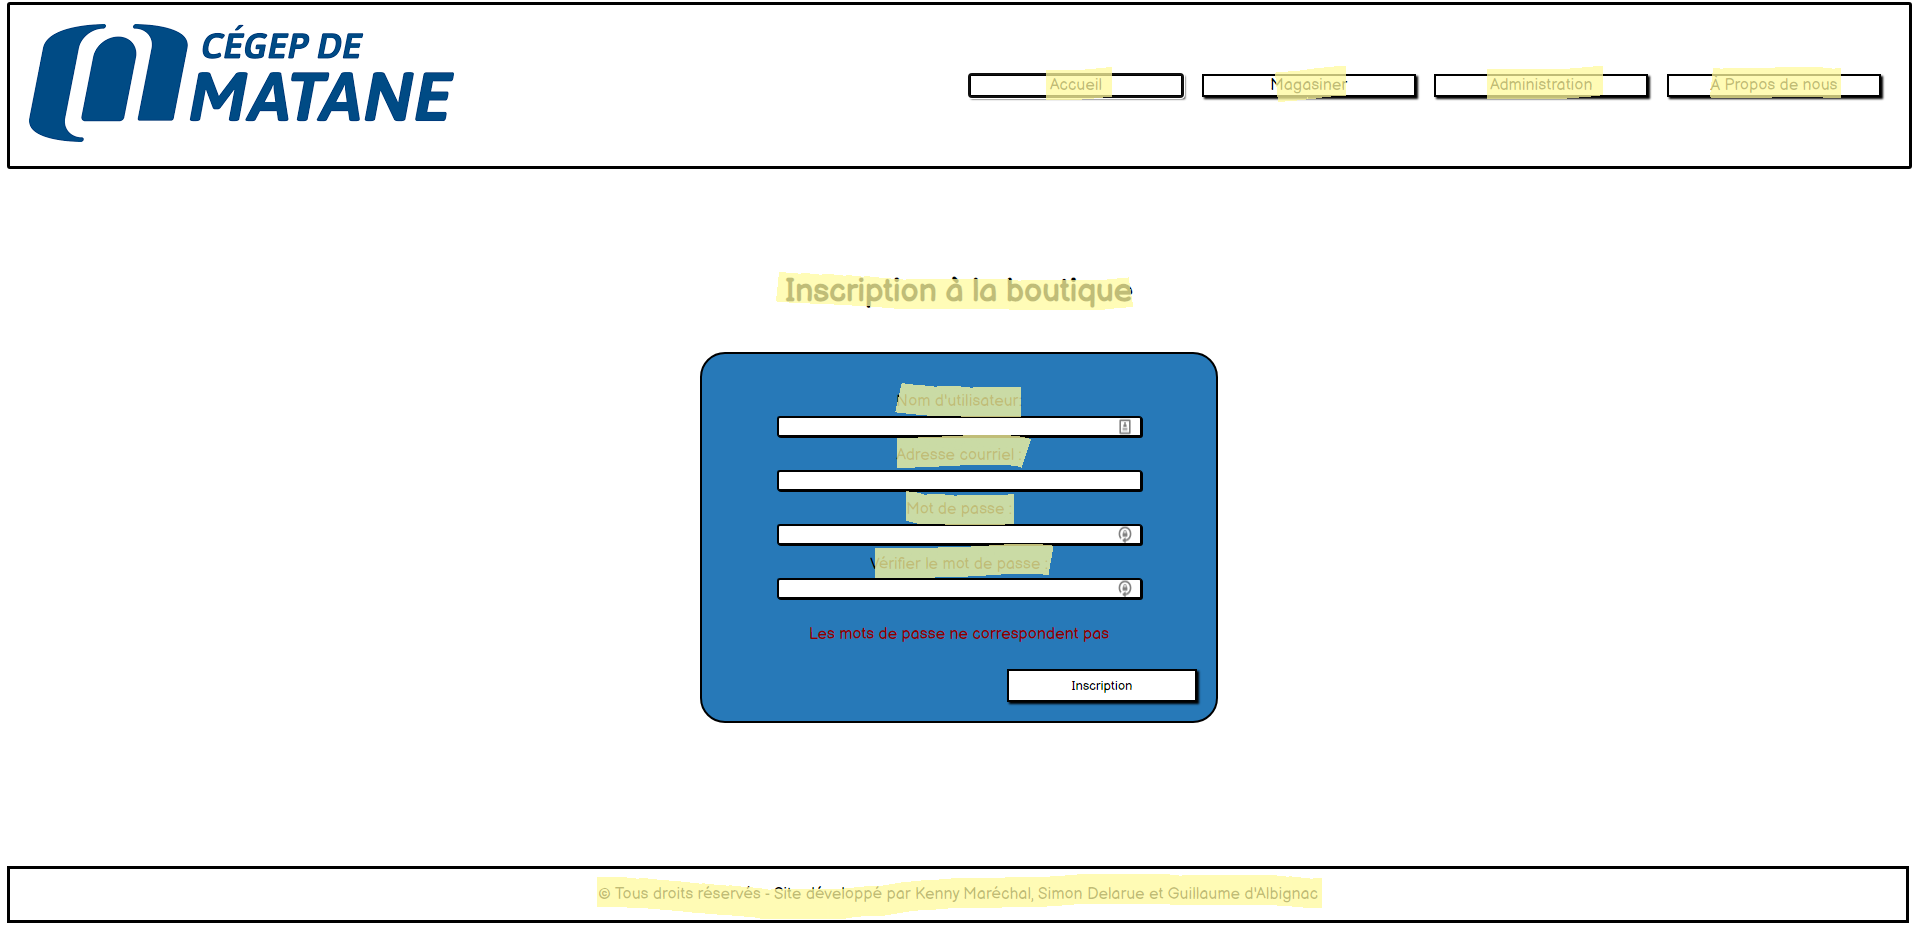 CÉGEP DE
MATANE
Accueil Magasiner Administration À Propos de nous
Inscription à la boutique
Nom d'utilisateur:
Adresse courriel :
Mot de passe :
Vérifier le mot de passe :
Les mots de passe ne correspondent pas
Inscription
© Tous droits réservés - Site développé par Kenny Maréchal, Simon Delarue et Guillaume d'Albignac